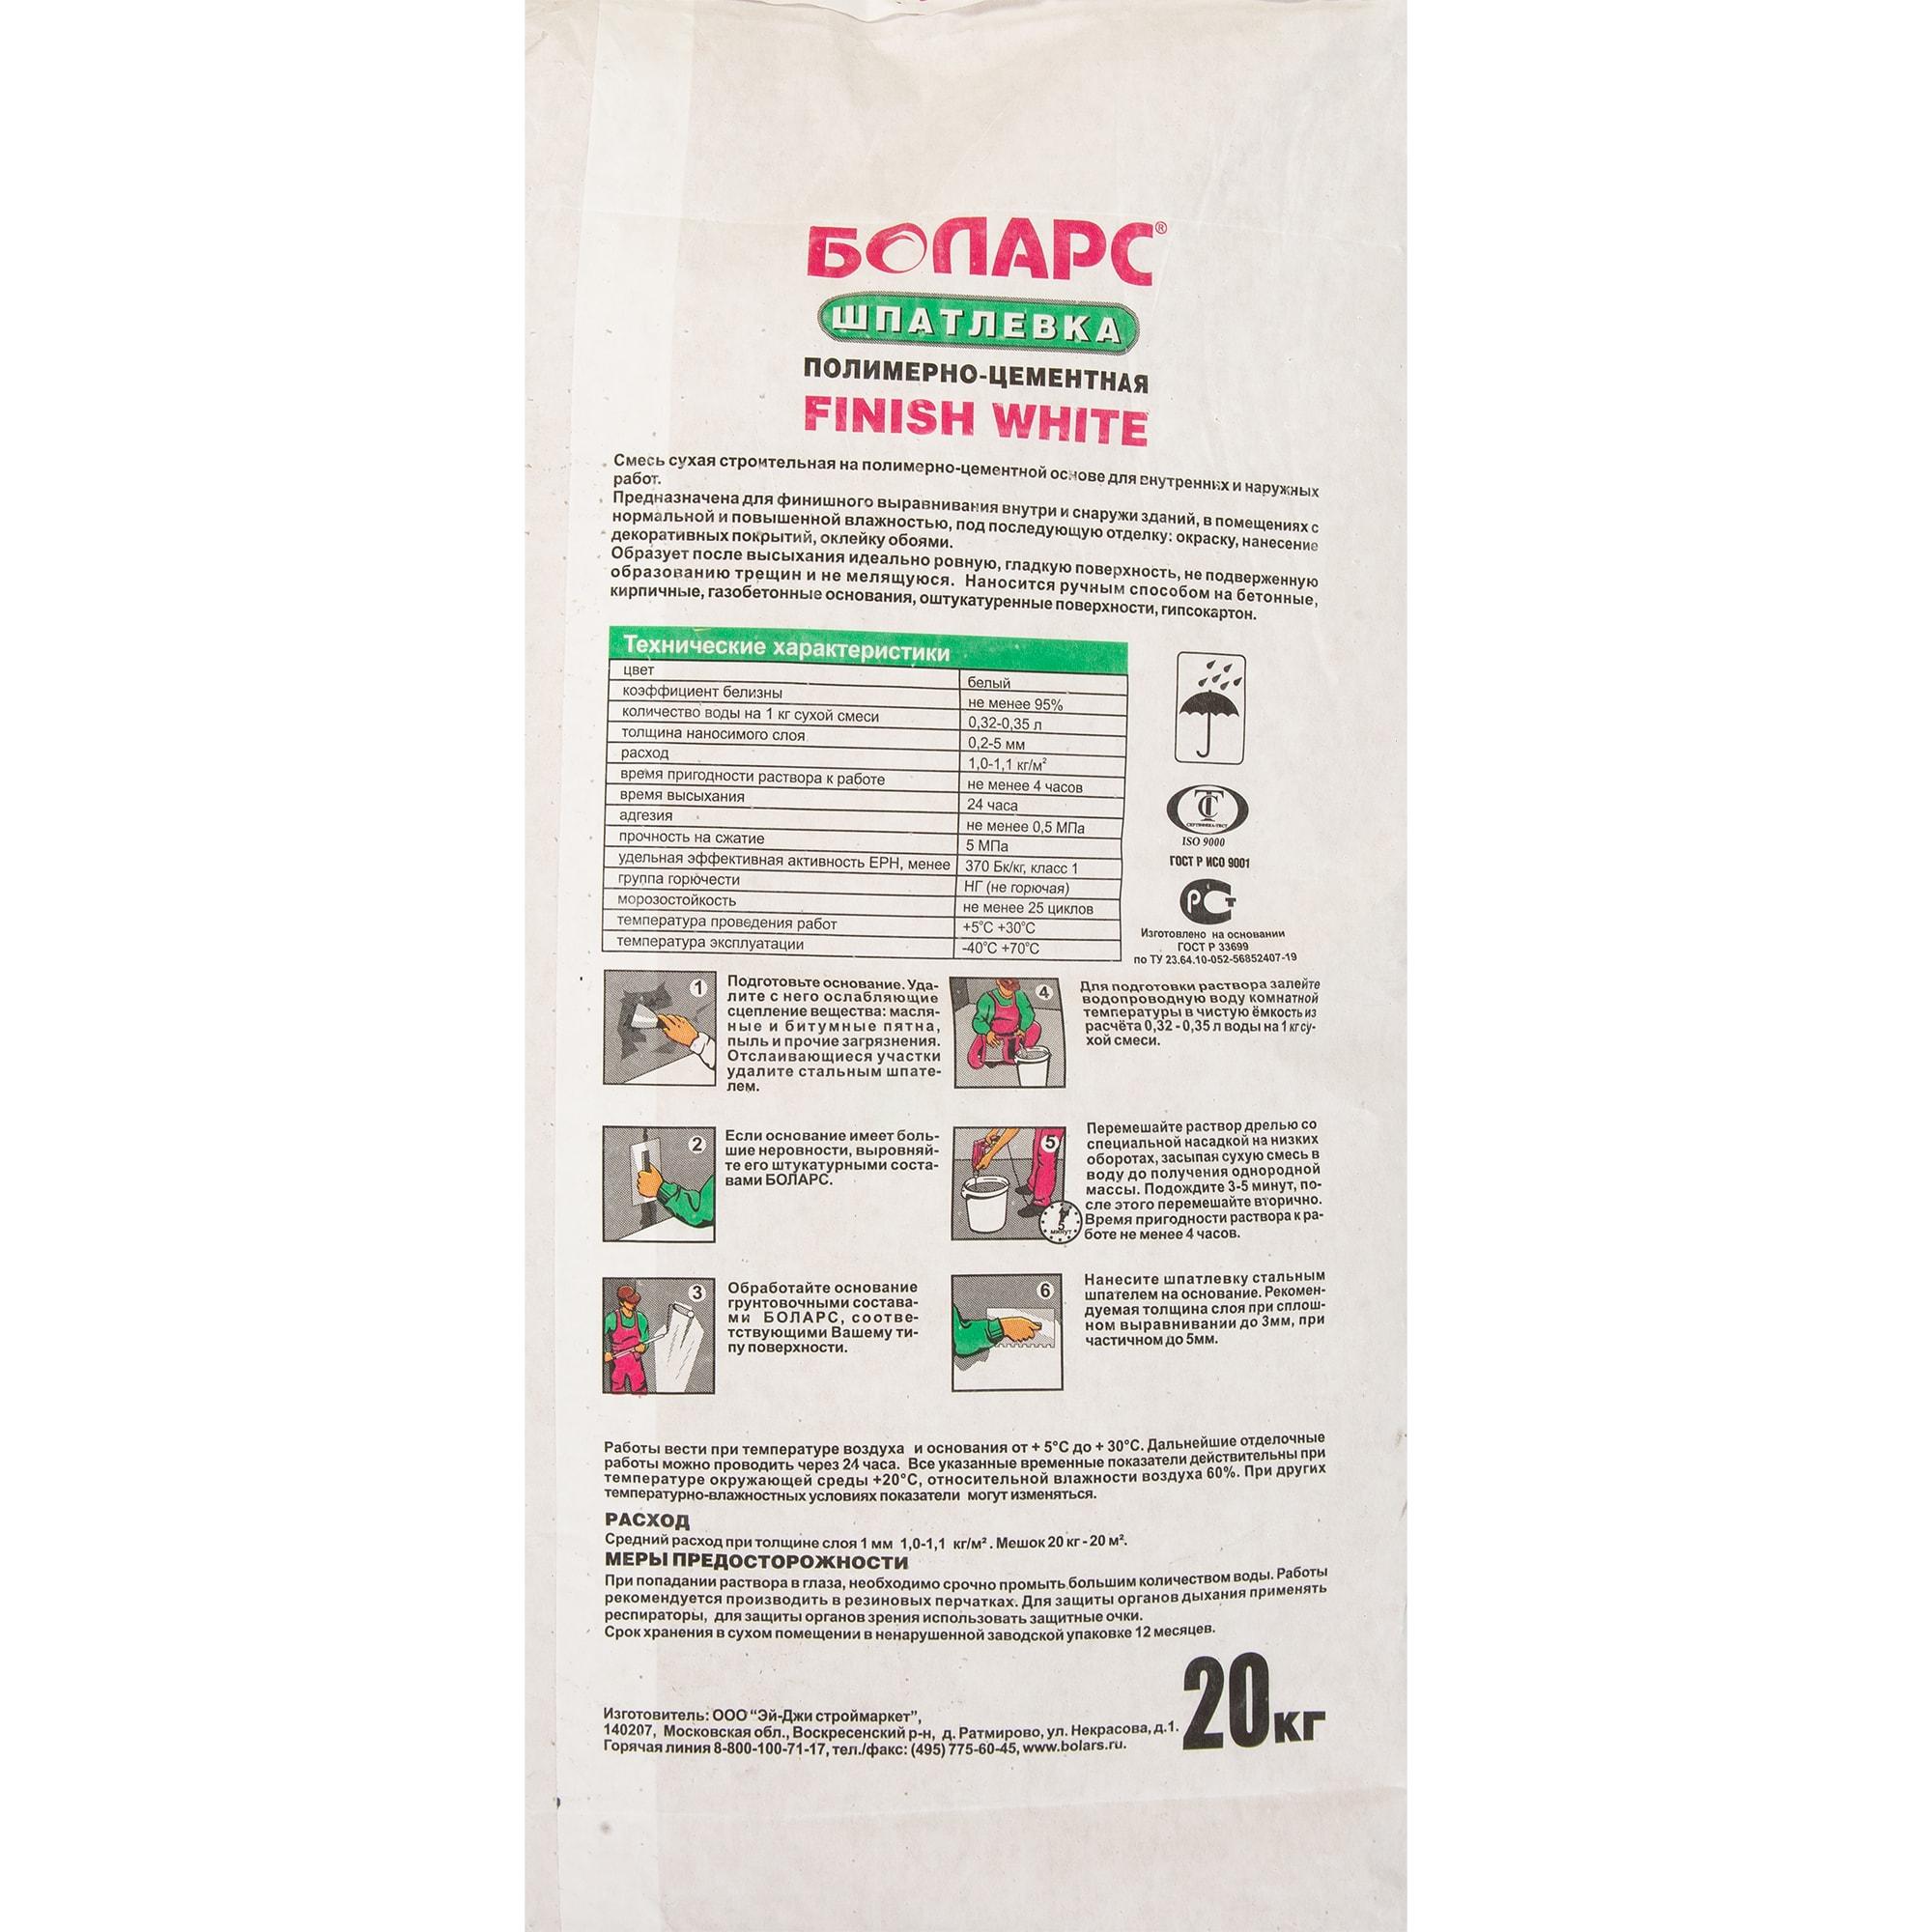 БОЛАРС®
ШПАТЛЕВКА
ПОЛИМЕРНО-ЦЕМЕНТНАЯ
FINISH WHITE
Смесь сухая строительная на полимерно-цементной основе для внутренних и наружных
работ.
Предназначена для финишного выравнивания внутри и снаружи зданий, в помещениях с
нормальной и повышенной влажностью, под последующую отделку: окраску, нанесение
декоративных покрытий, оклейку обоями.
Образует после высыхания идеально ровную, гладкую поверхность, не подверженную
образованию трещин и не мелящуюся. Наносится ручным способом на бетонные,
кирпичные, газобетонные основания, оштукатуренные поверхности, гипсокартон.
Технические характеристики
цвет белый
коэффициент белизны не менее 95%
количество воды на 1 кг сухой смеси 0,32-0,35 л
толщина наносимого слоя 0,2-5 мм
расход 1,0-1,1 кг/м²
время пригодности раствора к работе не менее 4 часов
время высыхания 24 часа
адгезия не менее 0,5 МПа
прочность на сжатие 5 МПа
удельная эффективная активность ЕРН, менее 370 Бк/кг, класс 1
группа горючести НГ (не горючая)
морозостойкость не менее 25 циклов
температура проведения работ +5°С +30°С
температура эксплуатации -40°С +70°С
СЕРТИФИКА-ТЕСТ
ISO 9000
ГОСТ Р ИСО 9001
РСТ
Изготовлено на основании
ГОСТ Р 33699
по ТУ 23.64.10-052-56852407-19
1
Подготовьте основание. Уда-
лите с него ослабляющие
сцепление вещества: масля-
ные и битумные пятна,
пыль и прочие загрязнения.
Отслаивающиеся участки
удалите стальным шпате-
лем.
2
Если основание имеет боль-
шие неровности, выровняй-
те его штукатурными соста-
вами БОЛАРС.
3
Обработайте основание
грунтовочными состава-
ми БОЛАРС, соотве-
тствующими Вашему ти-
пу поверхности.
4
Для подготовки раствора залейте
водопроводную воду комнатной
температуры в чистую ёмкость из
расчёта 0,32 - 0,35 л воды на 1 кг су-
хой смеси.
5
5
минут
Перемешайте раствор дрелью со
специальной насадкой на низких
оборотах, засыпая сухую смесь в
воду до получения однородной
массы. Подождите 3-5 минут, по-
сле этого перемешайте вторично.
Время пригодности раствора к ра-
боте не менее 4 часов.
6
Нанесите шпатлевку стальным
шпателем на основание. Рекомен-
дуемая толщина слоя при сплош-
ном выравнивании до 3мм, при
частичном до 5мм.
Работы вести при температуре воздуха и основания от + 5°С до + 30°С. Дальнейшие отделочные
работы можно проводить через 24 часа. Все указанные временные показатели действительны при
температуре окружающей среды +20°С, относительной влажности воздуха 60%. При других
температурно-влажностных условиях показатели могут изменяться.
РАСХОД
Средний расход при толщине слоя 1 мм 1,0-1,1 кг/м². Мешок 20 кг - 20 м².
МЕРЫ ПРЕДОСТОРОЖНОСТИ
При попадании раствора в глаза, необходимо срочно промыть большим количеством воды. Работы
рекомендуется производить в резиновых перчатках. Для защиты органов дыхания применять
респираторы, для защиты органов зрения использовать защитные очки.
Срок хранения в сухом помещении в ненарушенной заводской упаковке 12 месяцев.
Изготовитель: ООО "Эй-Джи строймаркет",
140207, Московская обл., Воскресенский р-н, д. Ратмирово, ул. Некрасова, д.1.
Горячая линия 8-800-100-71-17, тел./факс: (495) 775-60-45, www.bolars.ru.
20кг